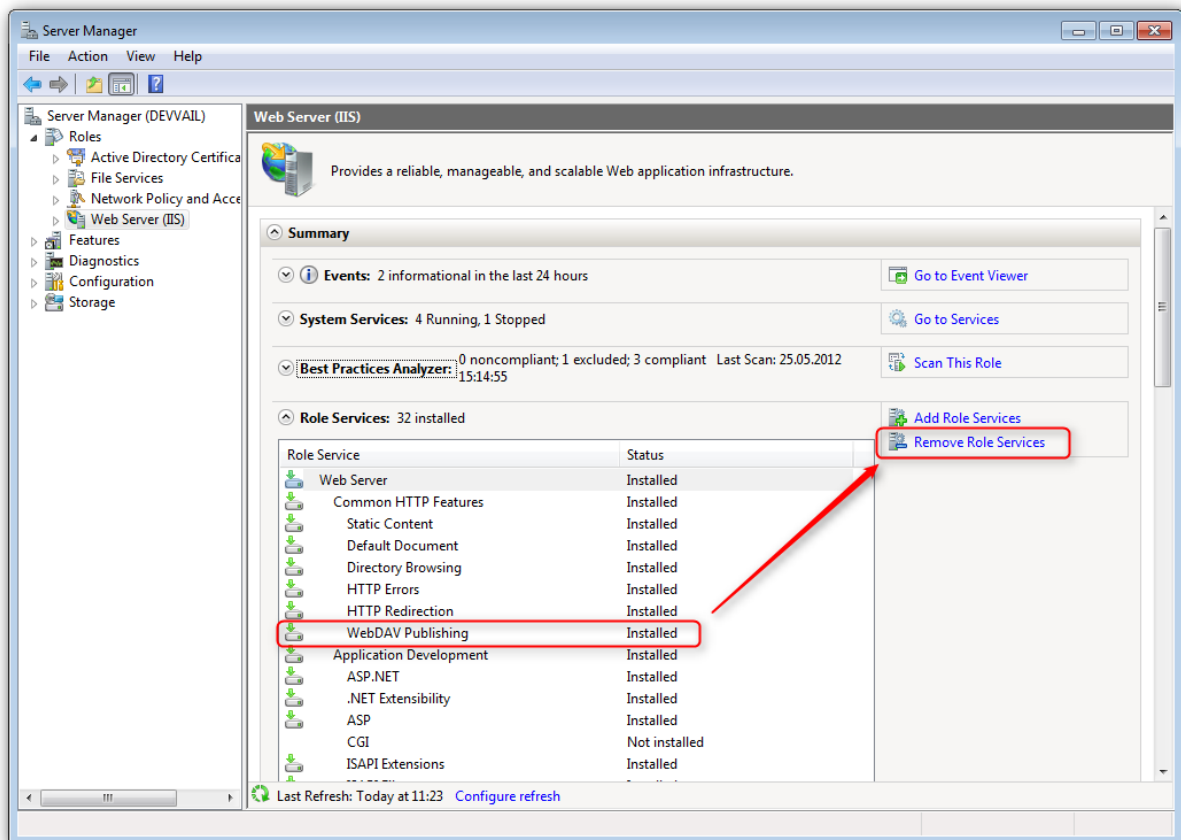 Server Manager
File Action View Help
Server Manager (DEVVAIL)
Roles
Active Directory Certifica
File Services
Network Policy and Acce
Web Server (IIS)
Features
Diagnostics
Configuration
Storage
Web Server (IIS)
Provides a reliable, manageable, and scalable Web application infrastructure.
Summary
Events: 2 informational in the last 24 hours
Go to Event Viewer
System Services: 4 Running, 1 Stopped
Go to Services
Best Practices Analyzer: 0 noncompliant; 1 excluded; 3 compliant Last Scan: 25.05.2012
15:14:55
Scan This Role
Role Services: 32 installed
Add Role Services
Remove Role Services
Role Service Status
Web Server Installed
Common HTTP Features Installed
Static Content Installed
Default Document Installed
Directory Browsing Installed
HTTP Errors Installed
HTTP Redirection Installed
WebDAV Publishing Installed
Application Development Installed
ASP.NET Installed
.NET Extensibility Installed
ASP Installed
CGI Not installed
ISAPI Extensions Installed
Last Refresh: Today at 11:23 Configure refresh